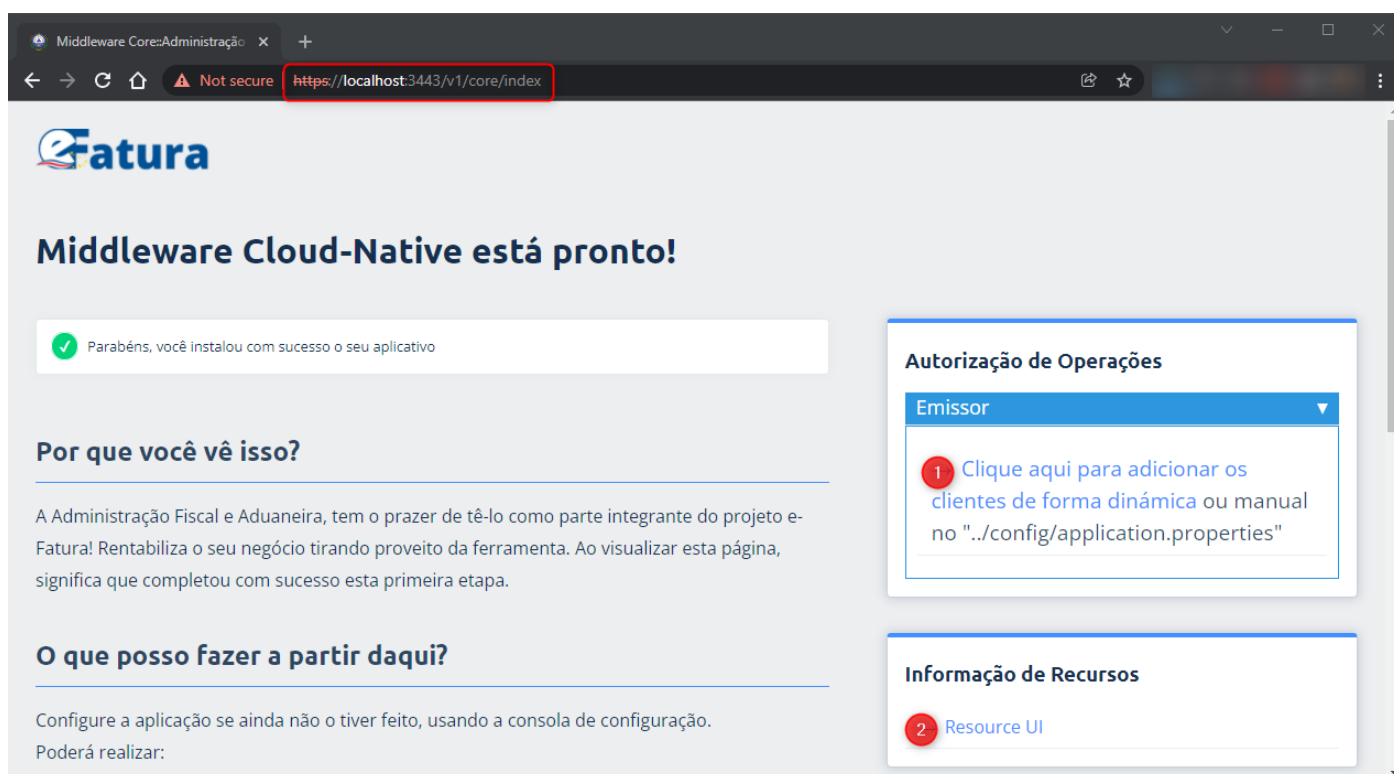 Middleware Core::Administração
Not secure
https://localhost:3443/v1/core/index
eFatura
Middleware Cloud-Native está pronto!
Parabéns, você instalou com sucesso o seu aplicativo
Por que você vê isso?
A Administração Fiscal e Aduaneira, tem o prazer de tê-lo como parte integrante do projeto e-
Fatura! Rentabiliza o seu negócio tirando proveito da ferramenta. Ao visualizar esta página,
significa que completou com sucesso esta primeira etapa.
O que posso fazer a partir daqui?
Configure a aplicação se ainda não o tiver feito, usando a consola de configuração.
Poderá realizar:
Autorização de Operações
Emissor
1 Clique aqui para adicionar os
clientes de forma dinámica ou manual
no "../config/application.properties"
Informação de Recursos
2 Resource UI